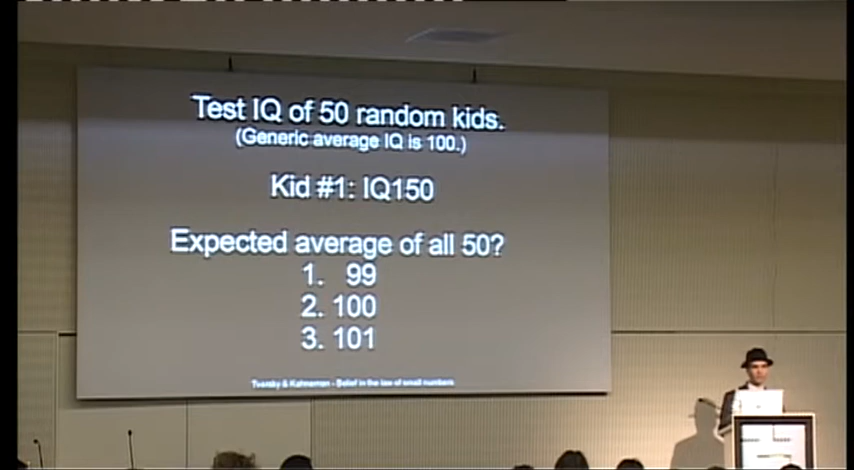 Test IQ of 50 random kids.
(Generic average IQ is 100.)
Kid #1: IQ150
Expected average of all 50?
1. 99
2. 100
3. 101
Tversky & Kahneman - Belief in the law of small numbers